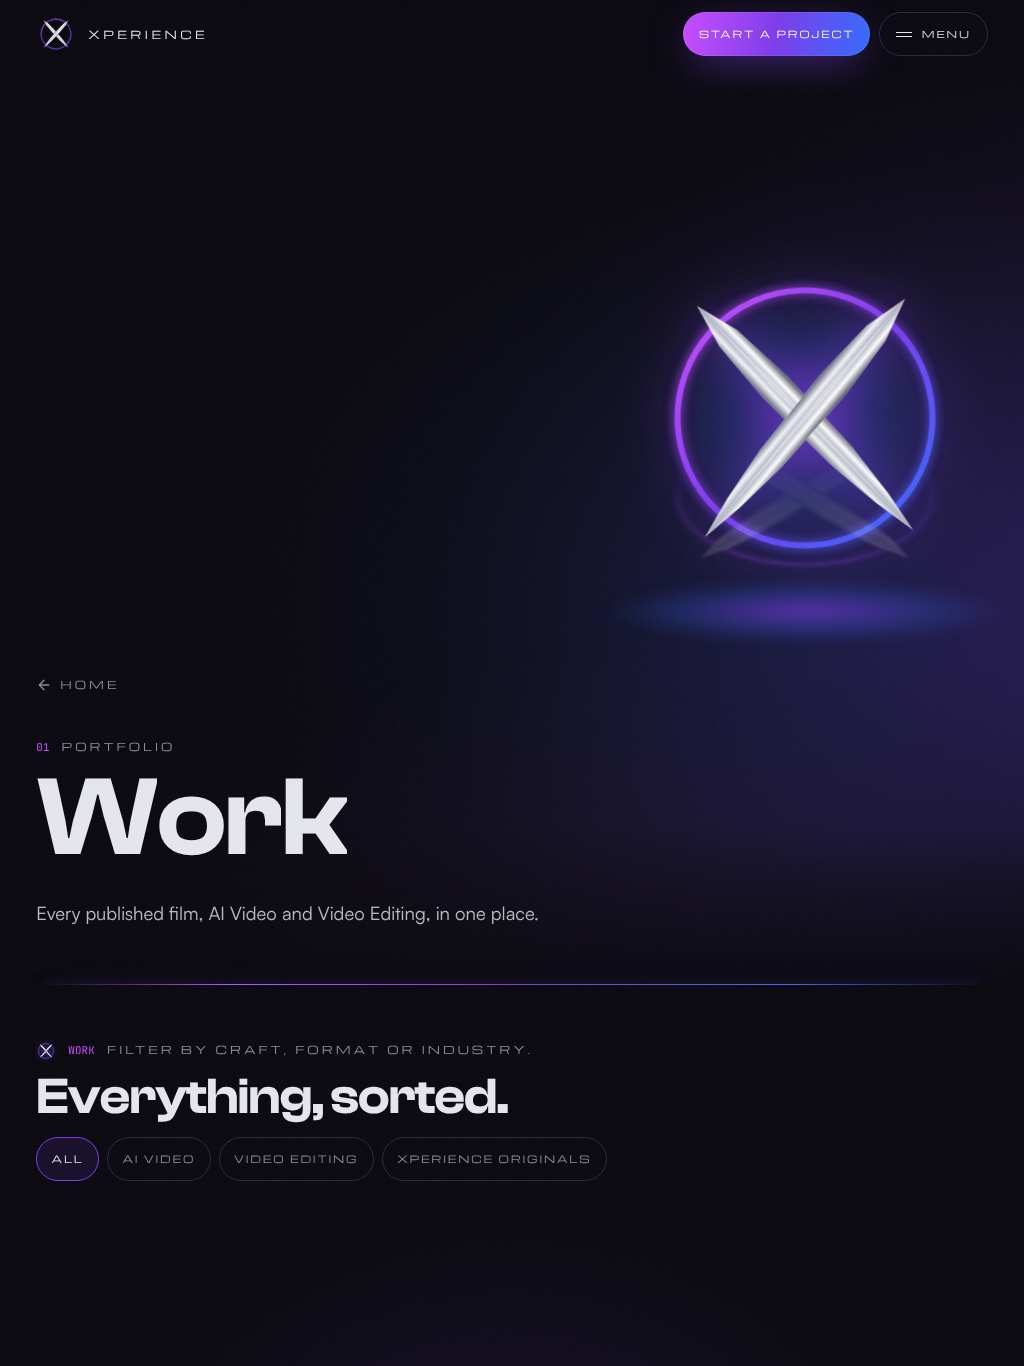 XPERIENCE
START A PROJECT
MENU
HOME
01 PORTFOLIO
Work
Every published film, AI Video and Video Editing, in one place.
WORK FILTER BY CRAFT, FORMAT OR INDUSTRY.
Everything, sorted.
ALL
AI VIDEO
VIDEO EDITING
XPERIENCE ORIGINALS